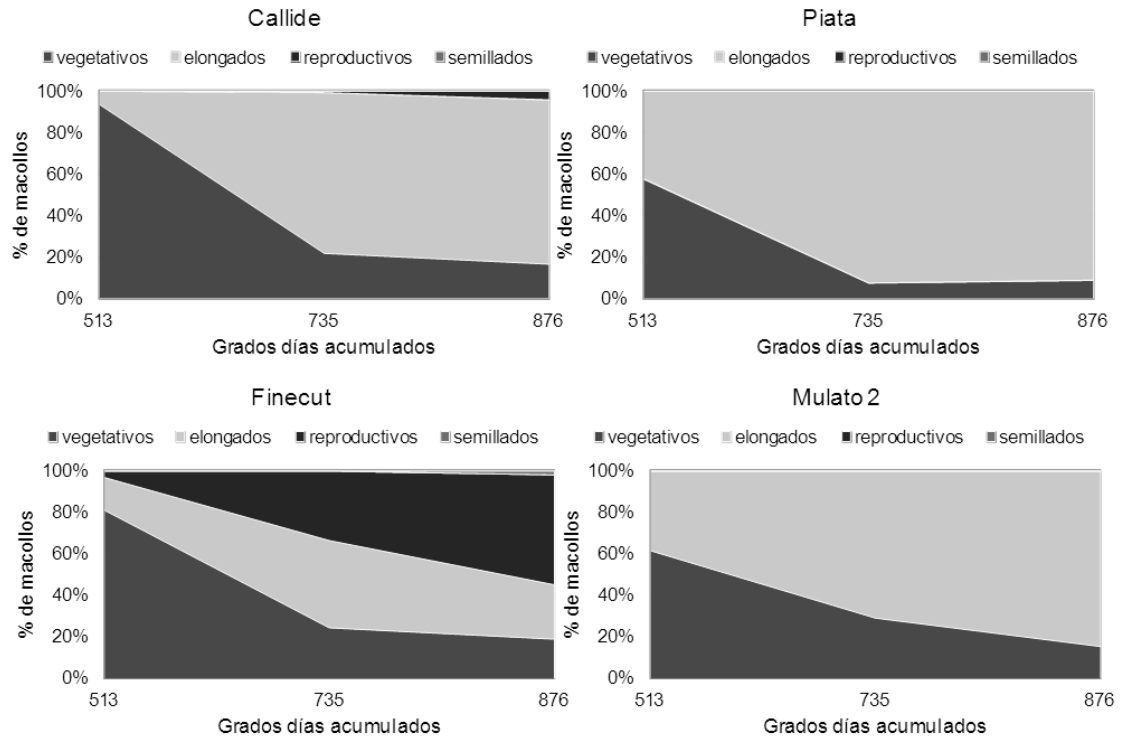 Callide
vegetativos elongados reproductivos semillados
100%
80%
60%
40%
20%
0%
% de macollos
513 735 876
Grados días acumulados
Piata
vegetativos elongados reproductivos semillados
100%
80%
60%
40%
20%
0%
% de macollos
513 735 876
Grados días acumulados
Finecut
vegetativos elongados reproductivos semillados
100%
80%
60%
40%
20%
0%
% de macollos
513 735 876
Grados días acumulados
Mulato 2
vegetativos elongados reproductivos semillados
100%
80%
60%
40%
20%
0%
% de macollos
513 735 876
Grados días acumulados